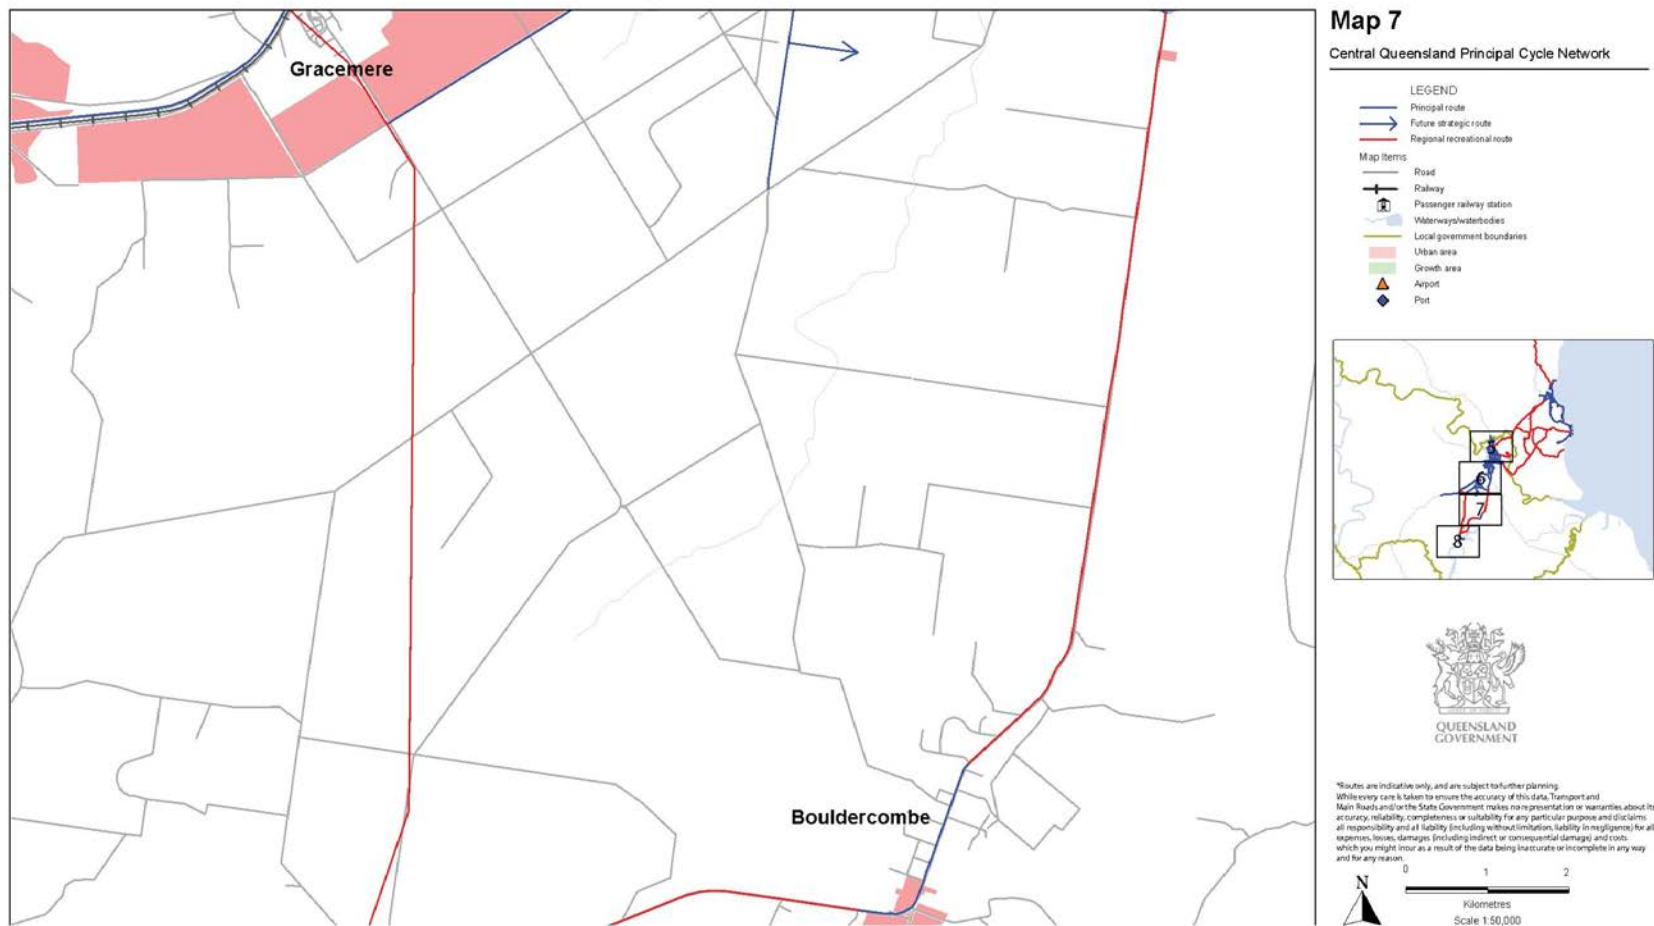 Map 7
Central Queensland Principal Cycle Network
LEGEND
Principal route
Future strategic route
Regional recreational route
Map Items
Road
Railway
Passenger railway station
Waterways/waterbodies
Local government boundaries
Urban area
Growth area
Airport
Port
Gracemere
Bouldercombe
5
6
7
8
QUEENSLAND
GOVERNMENT
*Routes are indicative only, and are subject to further planning.
While every care is taken to ensure the accuracy of this data, Transport and
Main Roads and/or the State Government makes no representation or warranties about its
accuracy, reliability, completeness or suitability for any particular purpose and disclaims
all responsibility and all liability (including without limitation, liability in negligence) for all
expenses, losses, damages (including indirect or consequential damage) and costs
which you might incur as a result of the data being inaccurate or incomplete in any way
and for any reason.
N
0 1 2
Kilometres
Scale 1:50,000